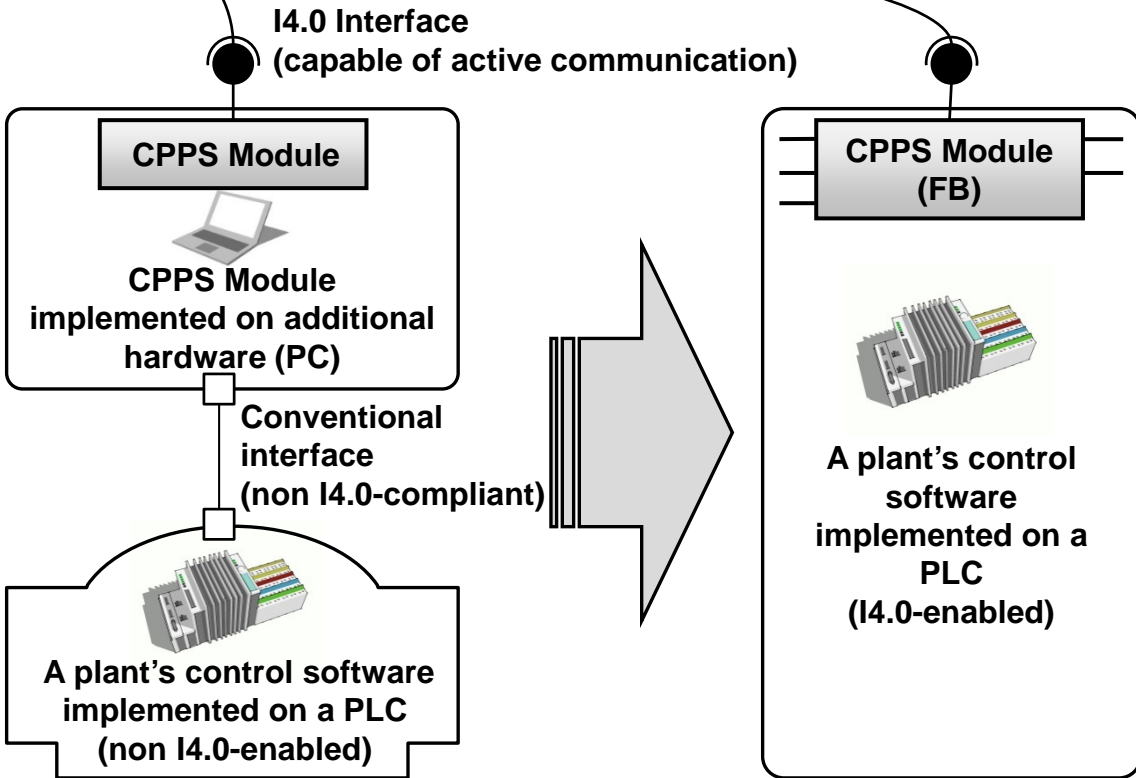 I4.0 Interface
(capable of active communication)
CPPS Module
CPPS Module
implemented on additional
hardware (PC)
Conventional
interface
(non I4.0-compliant)
A plant’s control software
implemented on a PLC
(non I4.0-enabled)
CPPS Module
(FB)
A plant’s control
software
implemented on a
PLC
(I4.0-enabled)